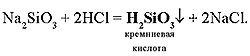 Na₂SiO₃ + 2HCl = H₂SiO₃↓ + 2NaCl.
кремниевая
кислота